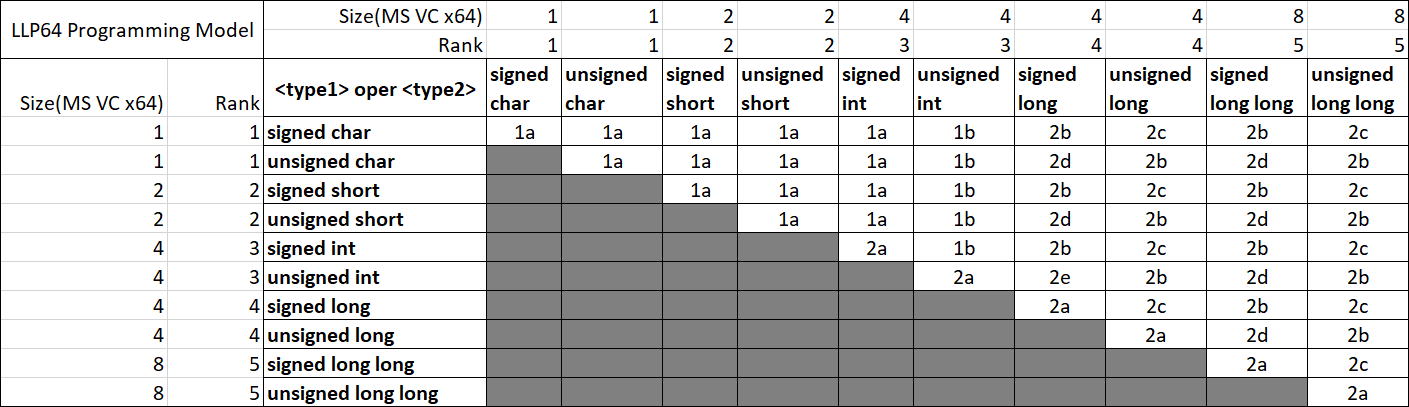 LLP64 Programming Model Size(MS VC x64) 1 1 2 2 4 4 4 4 8 8
Rank 1 1 2 2 3 3 4 4 5 5
Size(MS VC x64) Rank <type1> oper <type2> signed char unsigned char signed short unsigned short signed int unsigned int signed long unsigned long signed long long unsigned long long
1 1 signed char 1a 1a 1a 1a 1a 1b 2b 2c 2b 2c
1 1 unsigned char 1a 1a 1a 1a 1b 2d 2b 2d 2b
2 2 signed short 1a 1a 1a 1b 2b 2c 2b 2c
2 2 unsigned short 1a 1a 1b 2d 2b 2d 2b
4 3 signed int 2a 1b 2b 2c 2b 2c
4 3 unsigned int 2a 2e 2b 2d 2b
4 4 signed long 2a 2c 2b 2c
4 4 unsigned long 2a 2d 2b
8 5 signed long long 2a 2c
8 5 unsigned long long 2a